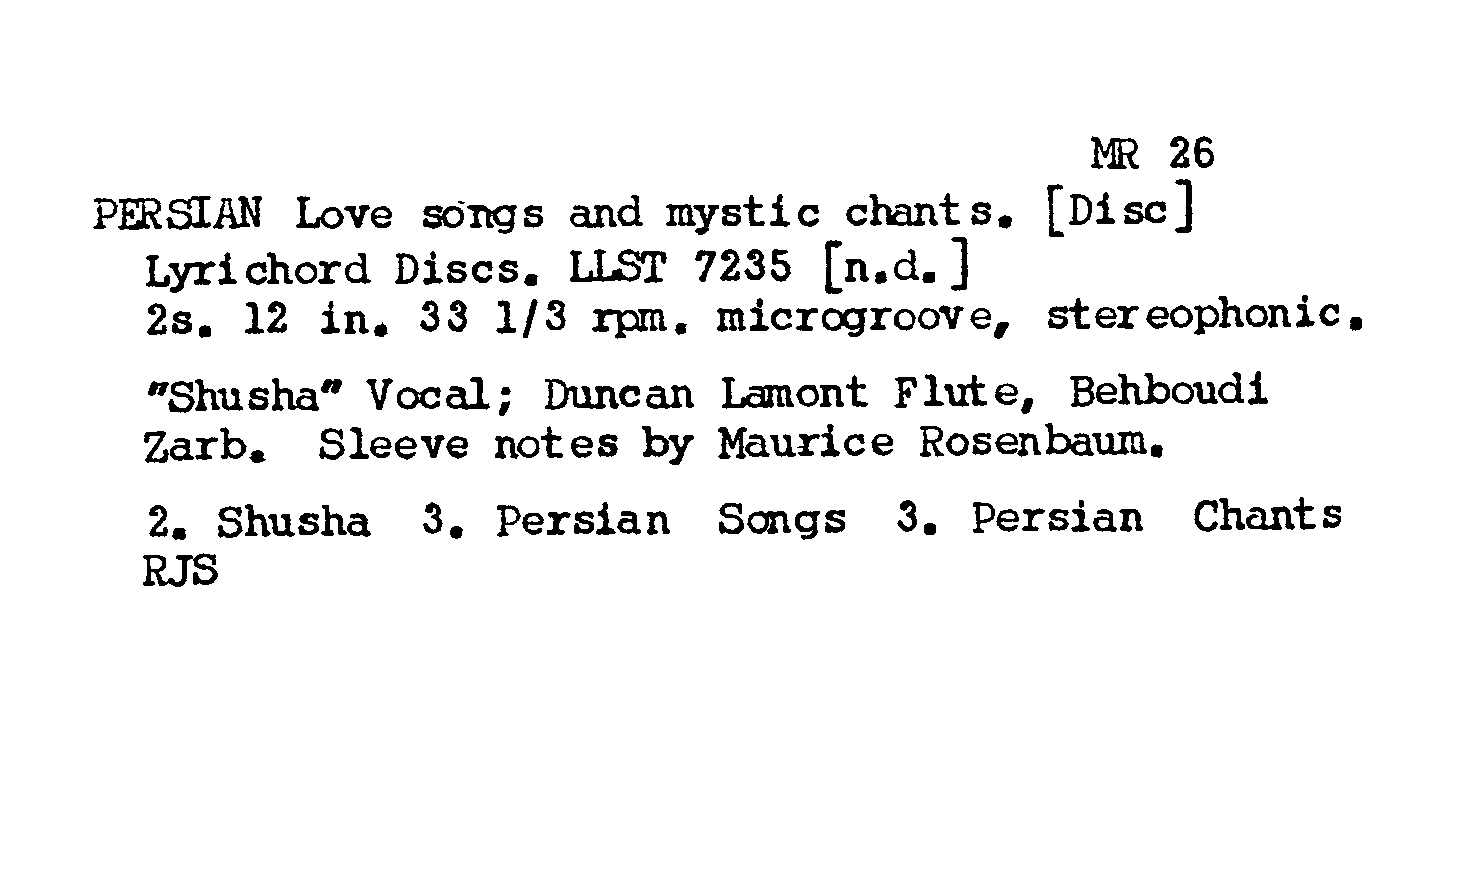 MR 26
PERSIAN Love songs and mystic chants. [Disc]
Lyrichord Discs. LLST 7235 [n.d.]
2s. 12 in. 33 1/3 rpm. microgroove, stereophonic.
"Shusha" Vocal; Duncan Lamont Flute, Behboudi
Zarb. Sleeve notes by Maurice Rosenbaum.
2. Shusha 3. Persian Songs 3. Persian Chants
RJS